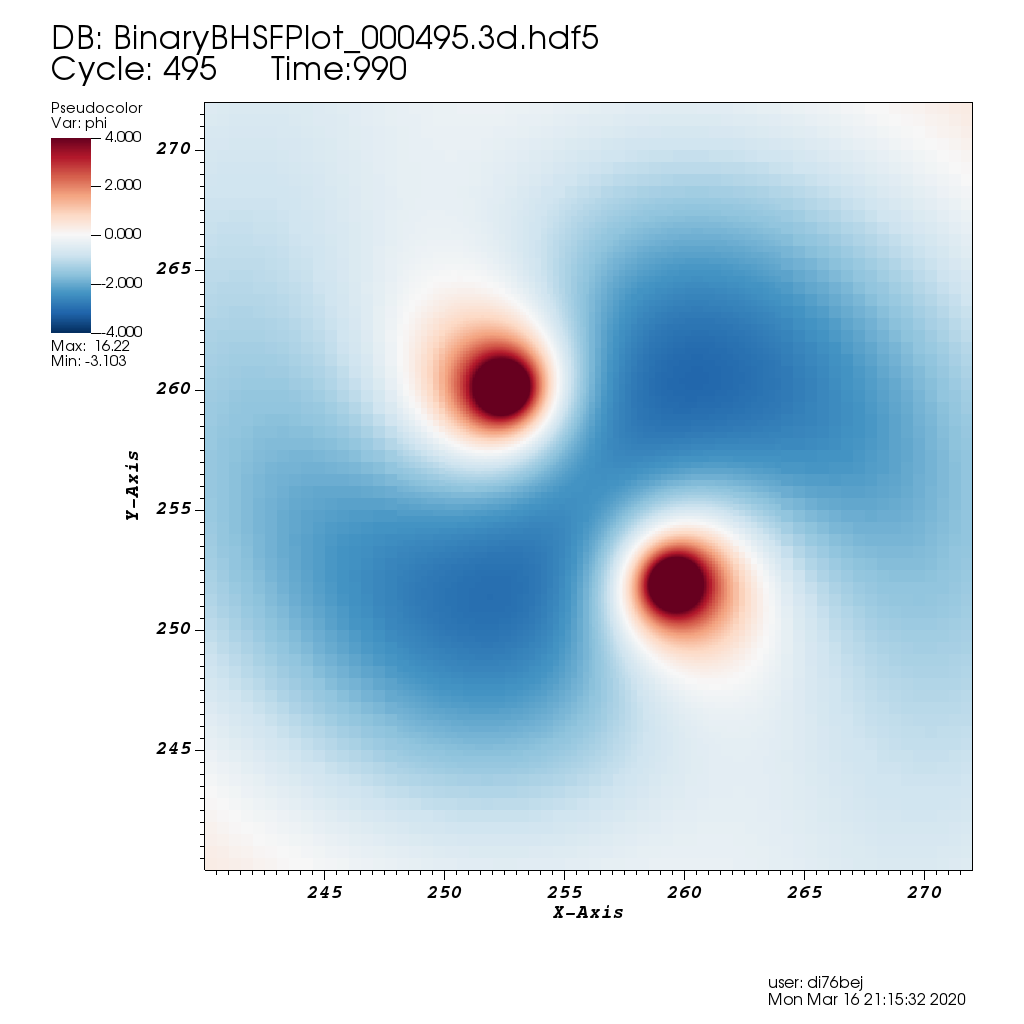 DB: BinaryBHSFPlot_000495.3d.hdf5
Cycle: 495 Time:990
Pseudocolor
Var: phi
4.000
2.000
0.000
-2.000
-4.000
Max: 16.22
Min: -3.103
270
265
260
255
250
245
Y-Axis
245 250 255 260 265 270
X-Axis
user: di76bej
Mon Mar 16 21:15:32 2020